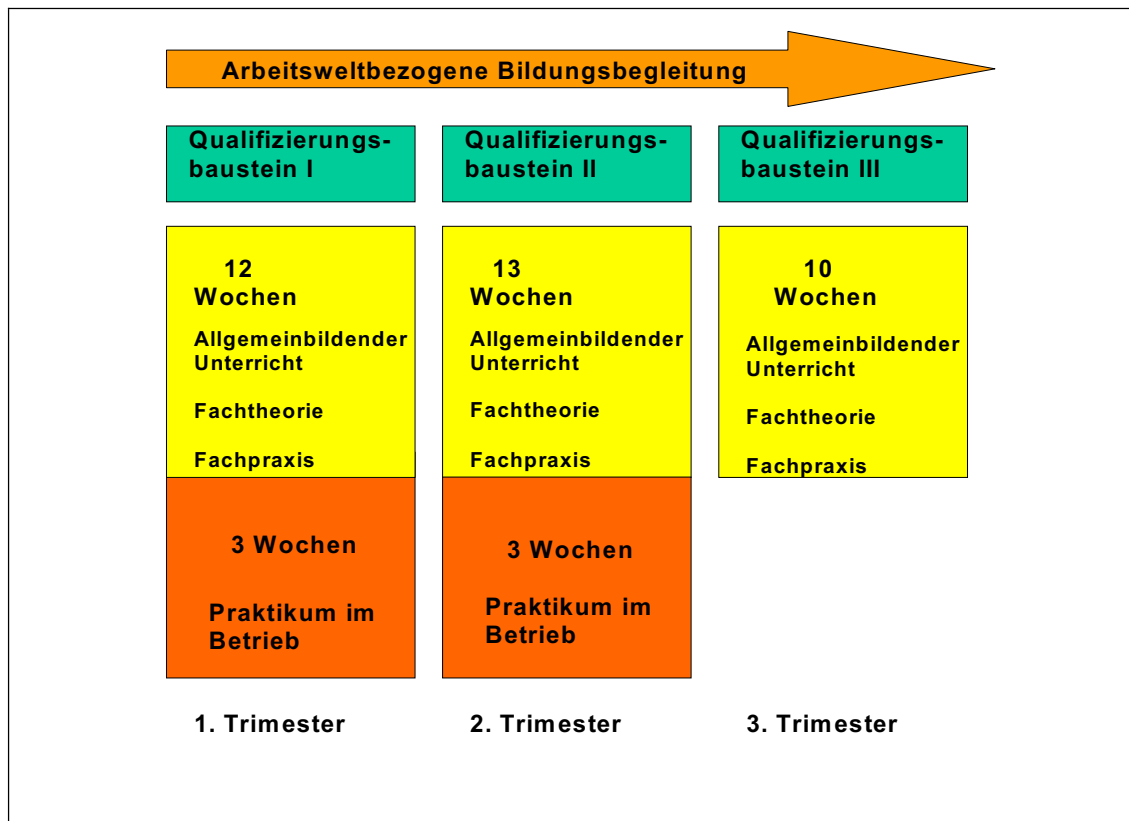 Arbeitsweltbezogene Bildungsbegleitung
Qualifizierungs-
baustein I
Qualifizierungs-
baustein II
Qualifizierungs-
baustein III
12
Wochen
Allgemeinbildender
Unterricht
Fachtheorie
Fachpraxis
13
Wochen
Allgemeinbildender
Unterricht
Fachtheorie
Fachpraxis
10
Wochen
Allgemeinbildender
Unterricht
Fachtheorie
Fachpraxis
3 Wochen
Praktikum im
Betrieb
3 Wochen
Praktikum im
Betrieb
1. Trimester
2. Trimester
3. Trimester